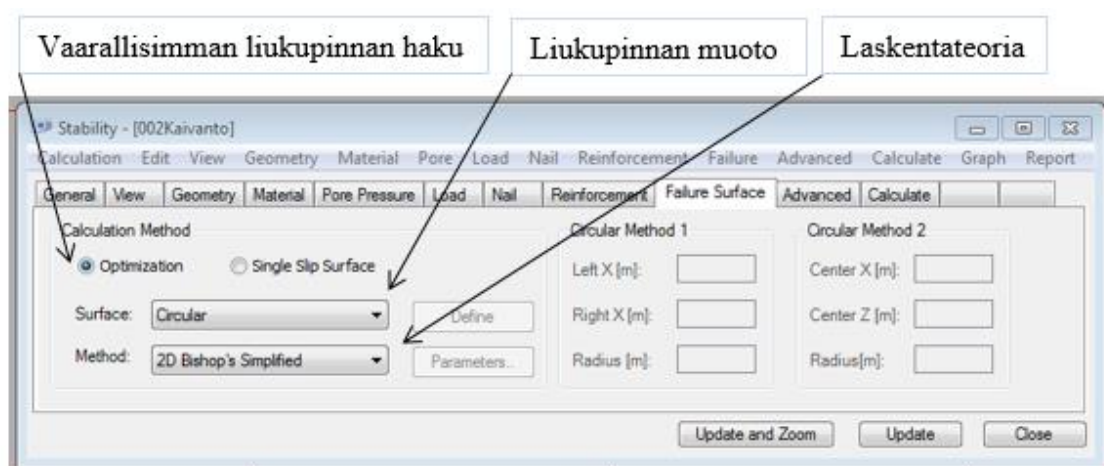 Vaarallisimman liukupinnan haku Liukupinnan muoto Laskentateoria
Stability - [002Kaivanto]
Calculation Edit View Geometry Material Pore Load Nail Reinforcement Failure Advanced Calculate Graph Report
General View Geometry Material Pore Pressure Load Nail Reinforcement Failure Surface Advanced Calculate
Calculation Method Circular Method 1 Circular Method 2
Optimization Single Slip Surface Left X [m]: Center X [m]:
Surface: Circular Define Right X [m]: Center Z [m]:
Method: 2D Bishop's Simplified Parameters... Radius [m]: Radius[m]:
Update and Zoom Update Close